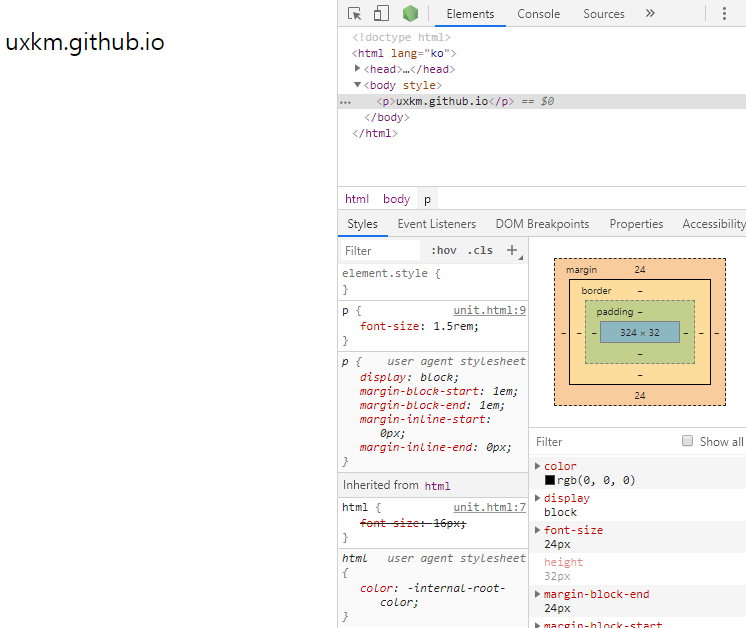 uxkm.github.io
Elements Console Sources »
<!doctype html>
<html lang="ko">
<head>…</head>
<body style>
… <p>uxkm.github.io</p> == $0
</body>
</html>
html body p
Styles Event Listeners DOM Breakpoints Properties Accessibility
Filter :hov .cls +
element.style {
}
p { unit.html:9
font-size: 1.5rem;
}
p { user agent stylesheet
display: block;
margin-block-start: 1em;
margin-block-end: 1em;
margin-inline-start:
0px;
margin-inline-end: 0px;
}
Inherited from html
html { unit.html:7
font-size: 16px;
}
html user agent stylesheet
{
color: -internal-root-
color;
}
margin 24
border –
padding –
– – – 324 × 32 – – –
–
–
24
Filter Show all
color
rgb(0, 0, 0)
display
block
font-size
24px
height
32px
margin-block-end
24px
margin-block-start